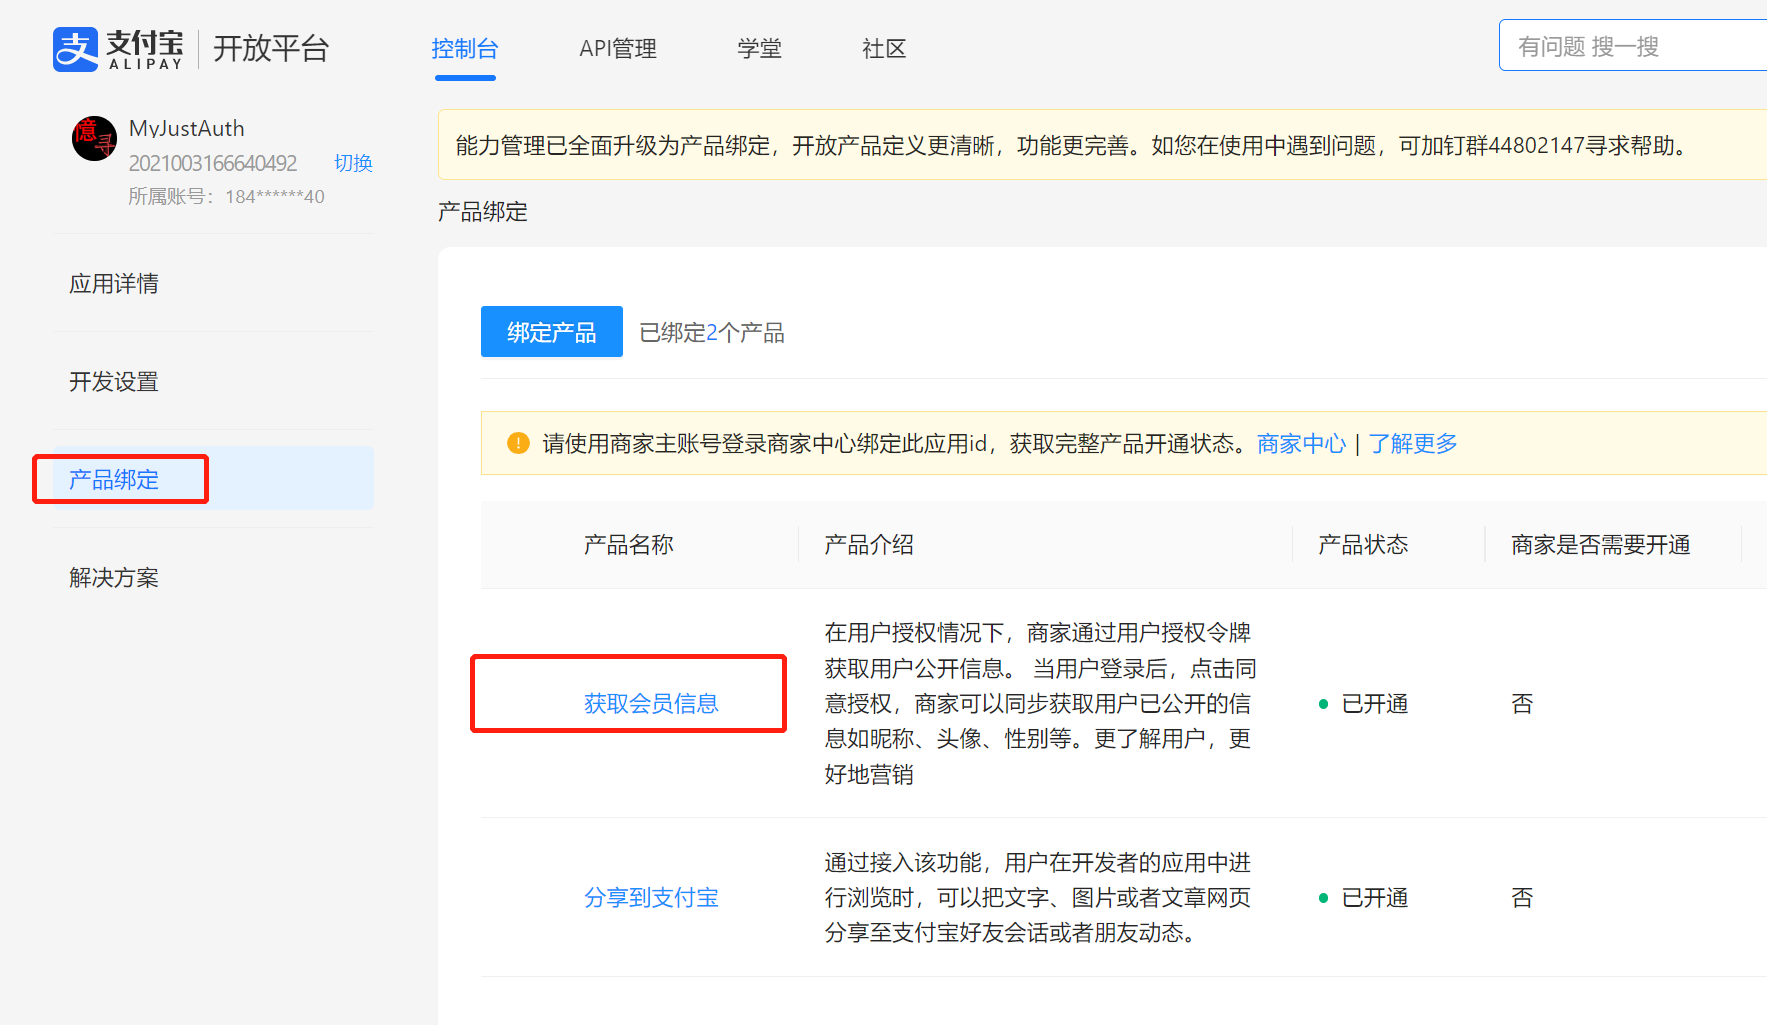 支付宝 ALIPAY 开放平台
控制台 API管理 学堂 社区
有问题 搜一搜
憶寻
MyJustAuth
2021003166640492 切换
所属账号：184******40
应用详情
开发设置
产品绑定
解决方案
能力管理已全面升级为产品绑定，开放产品定义更清晰，功能更完善。如您在使用中遇到问题，可加钉群44802147寻求帮助。
产品绑定
绑定产品 已绑定2个产品
请使用商家主账号登录商家中心绑定此应用id，获取完整产品开通状态。商家中心 | 了解更多
产品名称 产品介绍 产品状态 商家是否需要开通
获取会员信息
在用户授权情况下，商家通过用户授权令牌
获取用户公开信息。 当用户登录后，点击同
意授权，商家可以同步获取用户已公开的信
息如昵称、头像、性别等。更了解用户，更
好地营销
已开通 否
分享到支付宝
通过接入该功能，用户在开发者的应用中进
行浏览时，可以把文字、图片或者文章网页
分享至支付宝好友会话或者朋友动态。
已开通 否